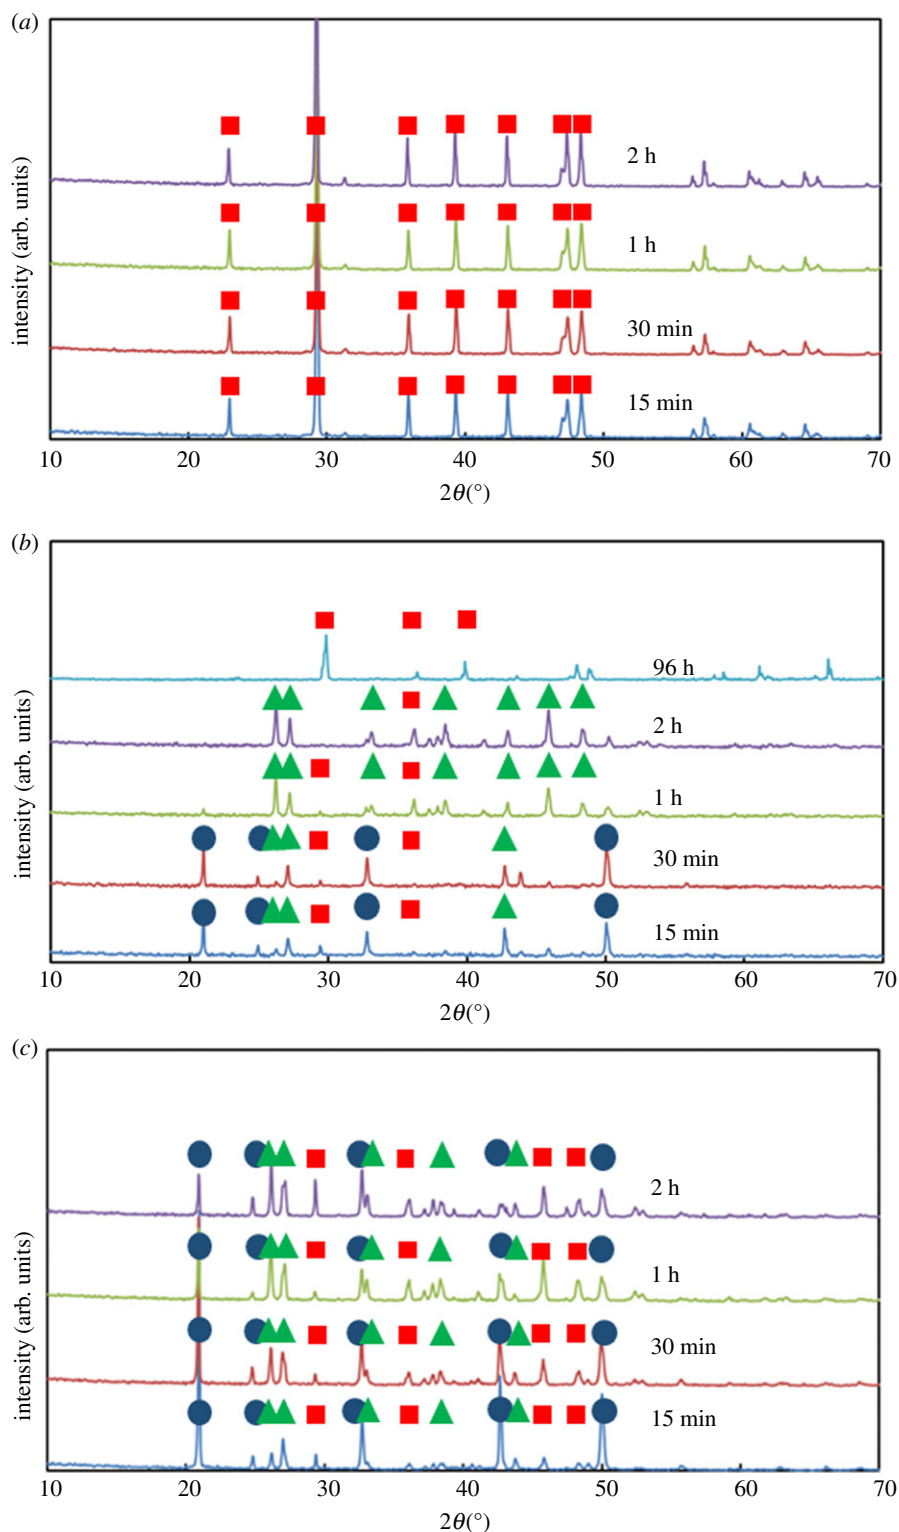 (a)
intensity (arb. units)
2 h
1 h
30 min
15 min
10 20 30 40 50 60 70
2θ(°)
(b)
intensity (arb. units)
96 h
2 h
1 h
30 min
15 min
10 20 30 40 50 60 70
2θ(°)
(c)
intensity (arb. units)
2 h
1 h
30 min
15 min
10 20 30 40 50 60 70
2θ(°)